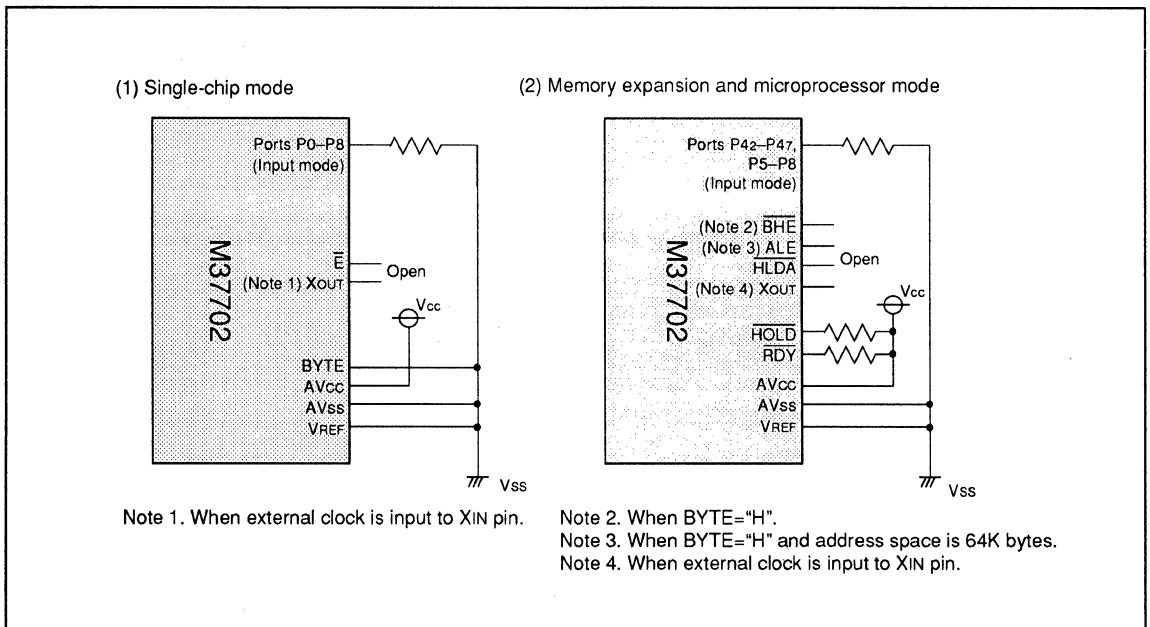 (1) Single-chip mode
Ports P0–P8
(Input mode)
M37702
E̅
Open
(Note 1) XOUT
Vcc
BYTE
AVcc
AVss
VREF
Vss
Note 1. When external clock is input to XIN pin.
(2) Memory expansion and microprocessor mode
Ports P42–P47,
P5–P8
(Input mode)
M37702
(Note 2) B̅H̅E̅
(Note 3) ALE
H̅L̅D̅A̅
Open
(Note 4) XOUT
Vcc
H̅O̅L̅D̅
R̅D̅Y̅
AVcc
AVss
VREF
Vss
Note 2. When BYTE=“H”.
Note 3. When BYTE=“H” and address space is 64K bytes.
Note 4. When external clock is input to XIN pin.